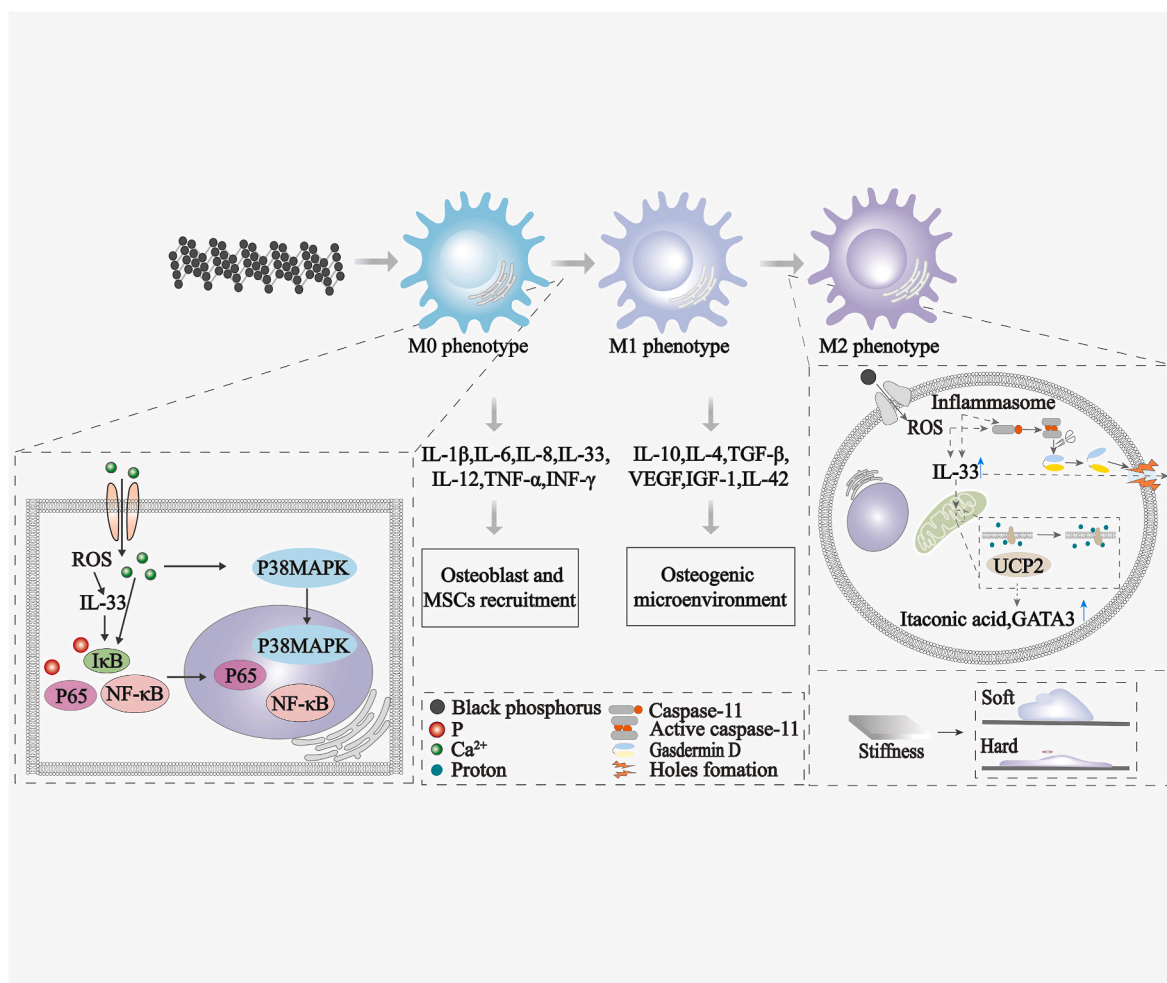 M0 phenotype
M1 phenotype
M2 phenotype
IL-1β,IL-6,IL-8,IL-33,
IL-12,TNF-α,INF-γ
Osteoblast and
MSCs recruitment
IL-10,IL-4,TGF-β,
VEGF,IGF-1,IL-42
Osteogenic
microenvironment
ROS
IL-33
IκB
P65
NF-κB
P38MAPK
P38MAPK
P65
NF-κB
Inflammasome
ROS
IL-33
UCP2
Itaconic acid,GATA3
Black phosphorus
P
Ca²⁺
Proton
Caspase-11
Active caspase-11
Gasdermin D
Holes fomation
Stiffness
Soft
Hard